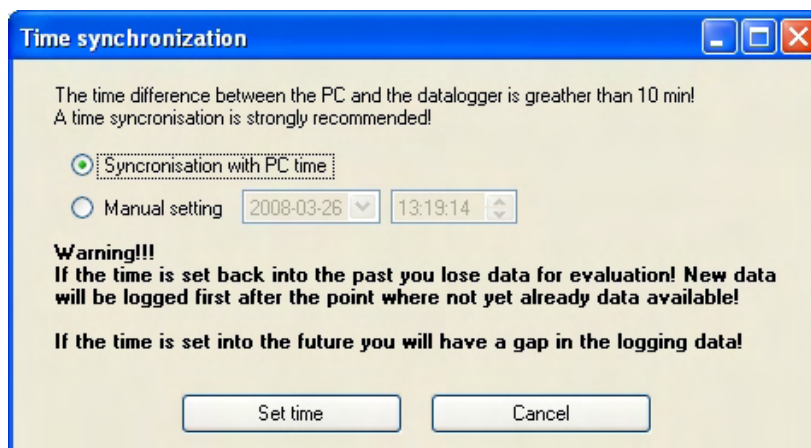 Time synchronization
The time difference between the PC and the datalogger is greather than 10 min!
A time syncronisation is strongly recommended!
Syncronisation with PC time
Manual setting 2008-03-26 13:19:14
Warning!!!
If the time is set back into the past you lose data for evaluation! New data
will be logged first after the point where not yet already data available!
If the time is set into the future you will have a gap in the logging data!
Set time Cancel